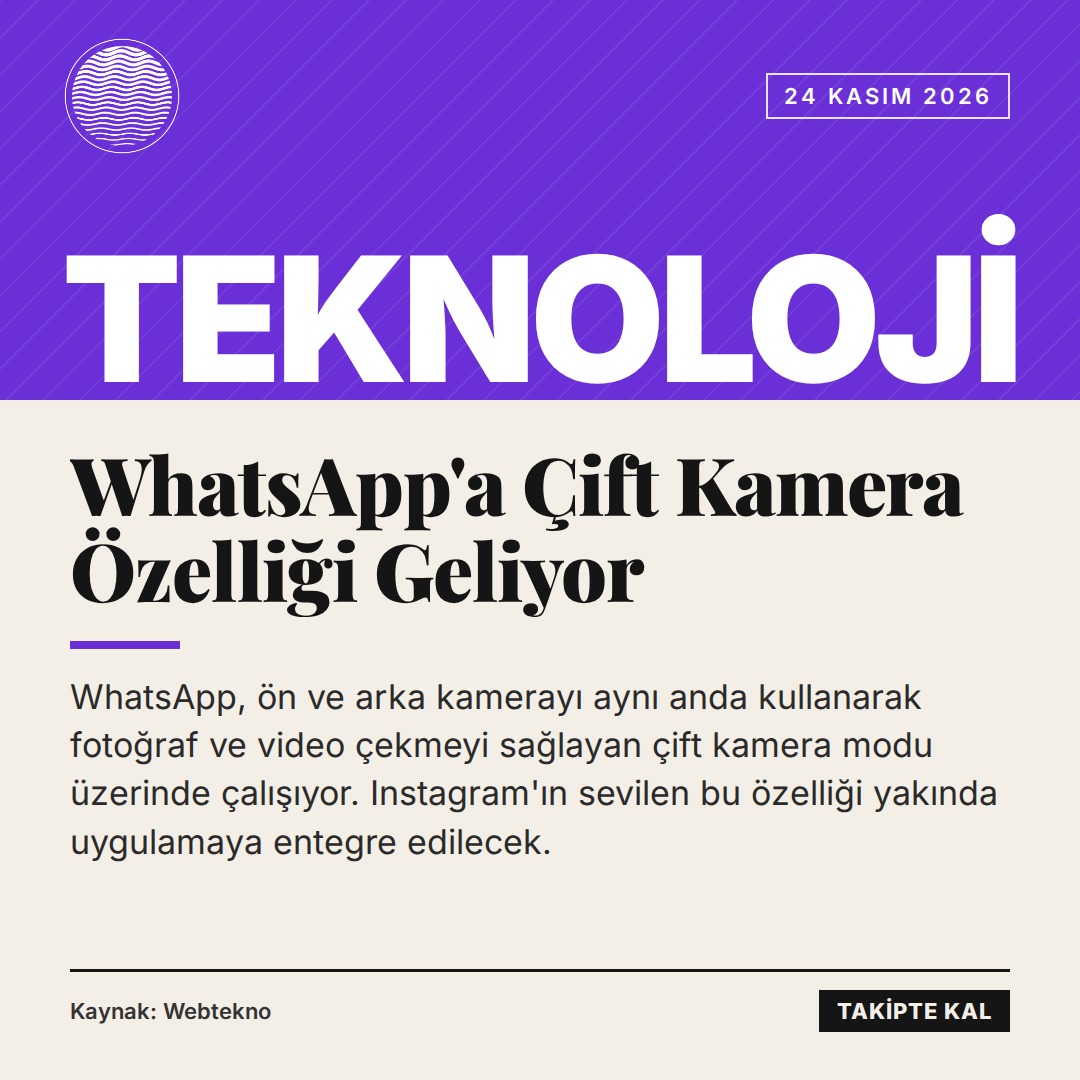 24 KASIM 2026
TEKNOLOJİ
WhatsApp'a Çift Kamera
Özelliği Geliyor
WhatsApp, ön ve arka kamerayı aynı anda kullanarak
fotoğraf ve video çekmeyi sağlayan çift kamera modu
üzerinde çalışıyor. Instagram'ın sevilen bu özelliği yakında
uygulamaya entegre edilecek.
Kaynak: Webtekno
TAKİPTE KAL